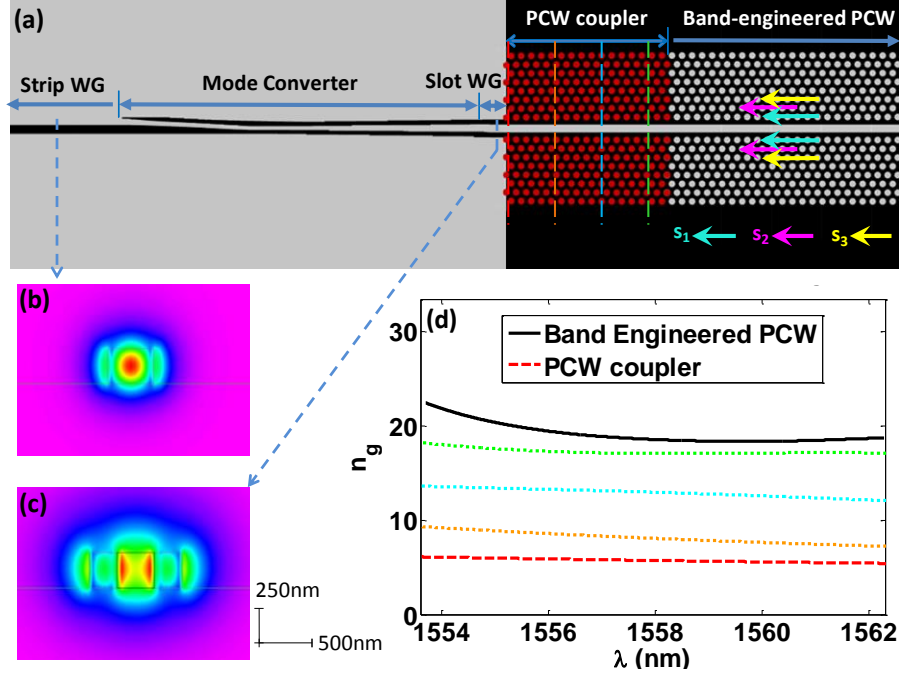 (a)
PCW coupler
Band-engineered PCW
Strip WG
Mode Converter
Slot WG
s₁
s₂
s₃
(b)
(c)
250nm
500nm
(d)
Band Engineered PCW
PCW coupler
30
20
10
0
n_g
1554
1556
1558
1560
1562
λ (nm)